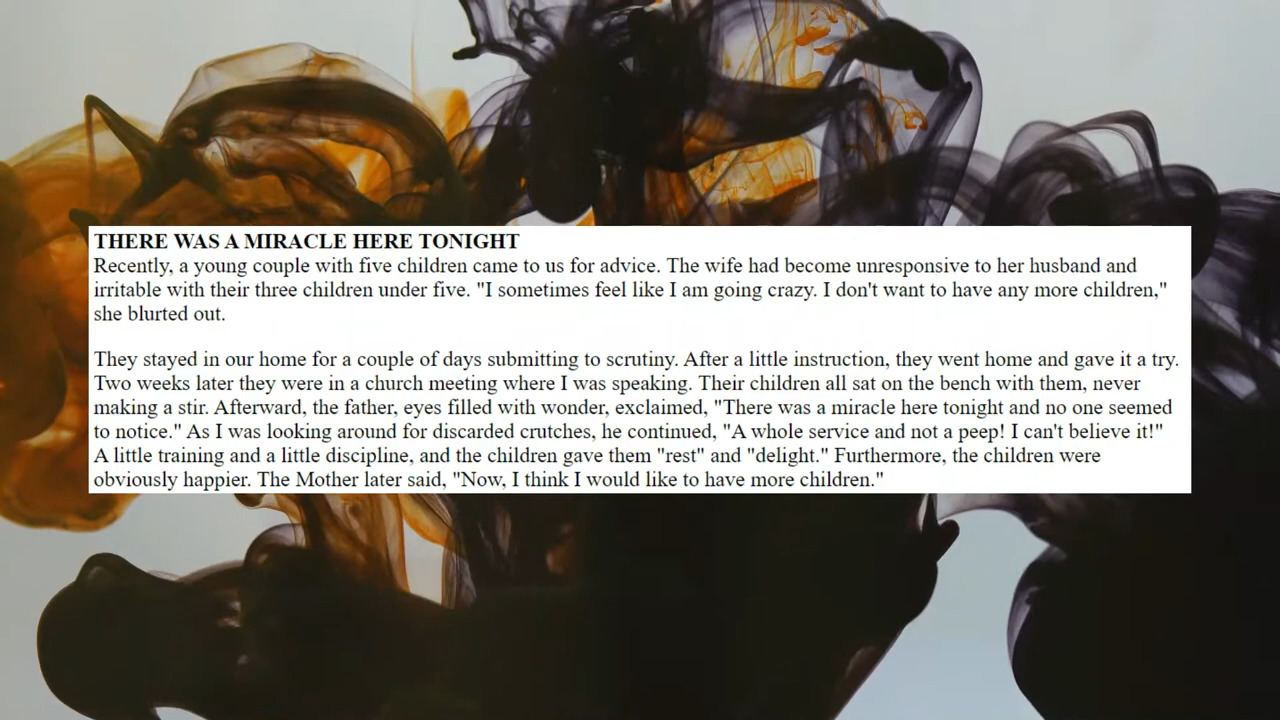 THERE WAS A MIRACLE HERE TONIGHT
Recently, a young couple with five children came to us for advice. The wife had become unresponsive to her husband and
irritable with their three children under five. "I sometimes feel like I am going crazy. I don't want to have any more children,"
she blurted out.
They stayed in our home for a couple of days submitting to scrutiny. After a little instruction, they went home and gave it a try.
Two weeks later they were in a church meeting where I was speaking. Their children all sat on the bench with them, never
making a stir. Afterward, the father, eyes filled with wonder, exclaimed, "There was a miracle here tonight and no one seemed
to notice." As I was looking around for discarded crutches, he continued, "A whole service and not a peep! I can't believe it!"
A little training and a little discipline, and the children gave them "rest" and "delight." Furthermore, the children were
obviously happier. The Mother later said, "Now, I think I would like to have more children."